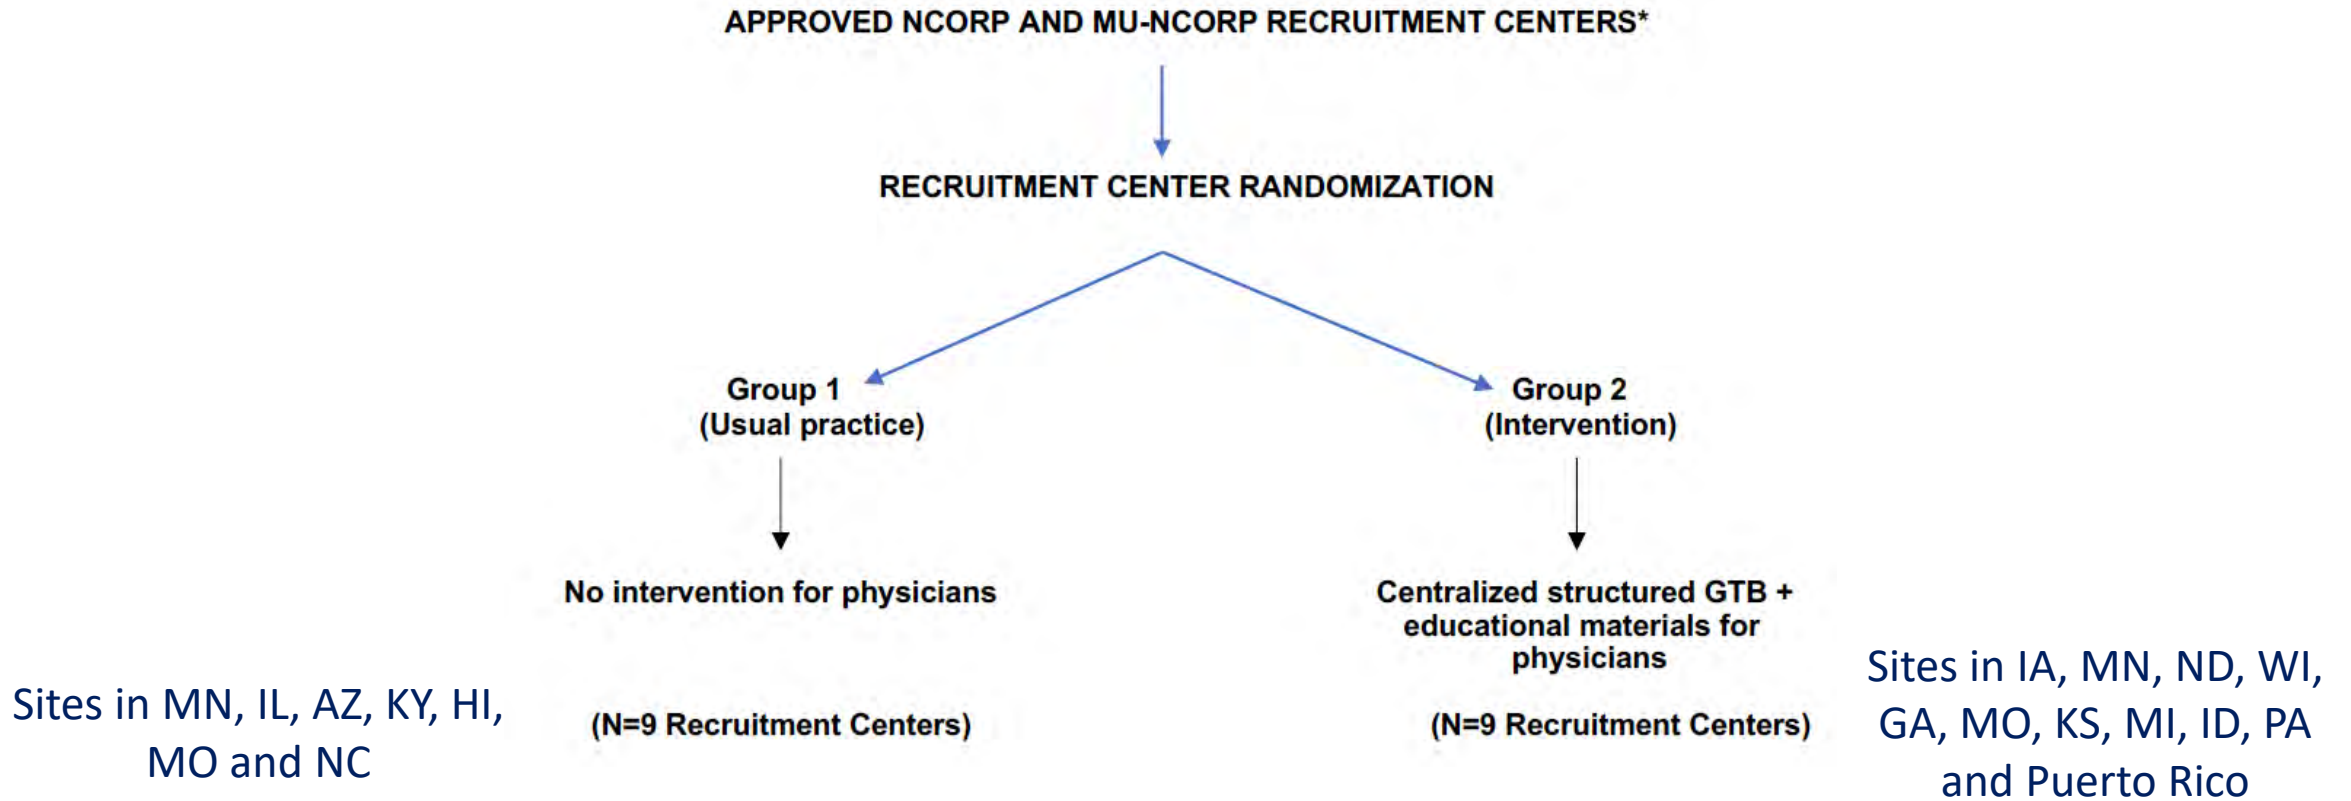 APPROVED NCORP AND MU-NCORP RECRUITMENT CENTERS*
RECRUITMENT CENTER RANDOMIZATION
Group 1
(Usual practice)
No intervention for physicians
(N=9 Recruitment Centers)
Sites in MN, IL, AZ, KY, HI,
MO and NC
Group 2
(Intervention)
Centralized structured GTB +
educational materials for
physicians
(N=9 Recruitment Centers)
Sites in IA, MN, ND, WI,
GA, MO, KS, MI, ID, PA
and Puerto Rico